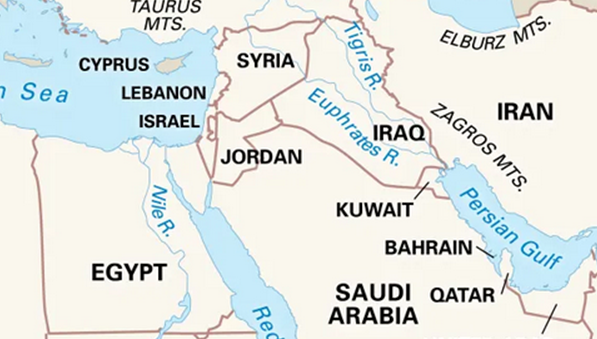 TAURUS
MTS.
ELBURZ MTS.
CYPRUS
SYRIA
Tigris R.
n Sea
LEBANON
Euphrates R.
IRAN
ISRAEL
IRAQ
ZAGROS MTS.
JORDAN
Nile R.
KUWAIT
Persian Gulf
BAHRAIN
EGYPT
SAUDI
ARABIA
QATAR
Red